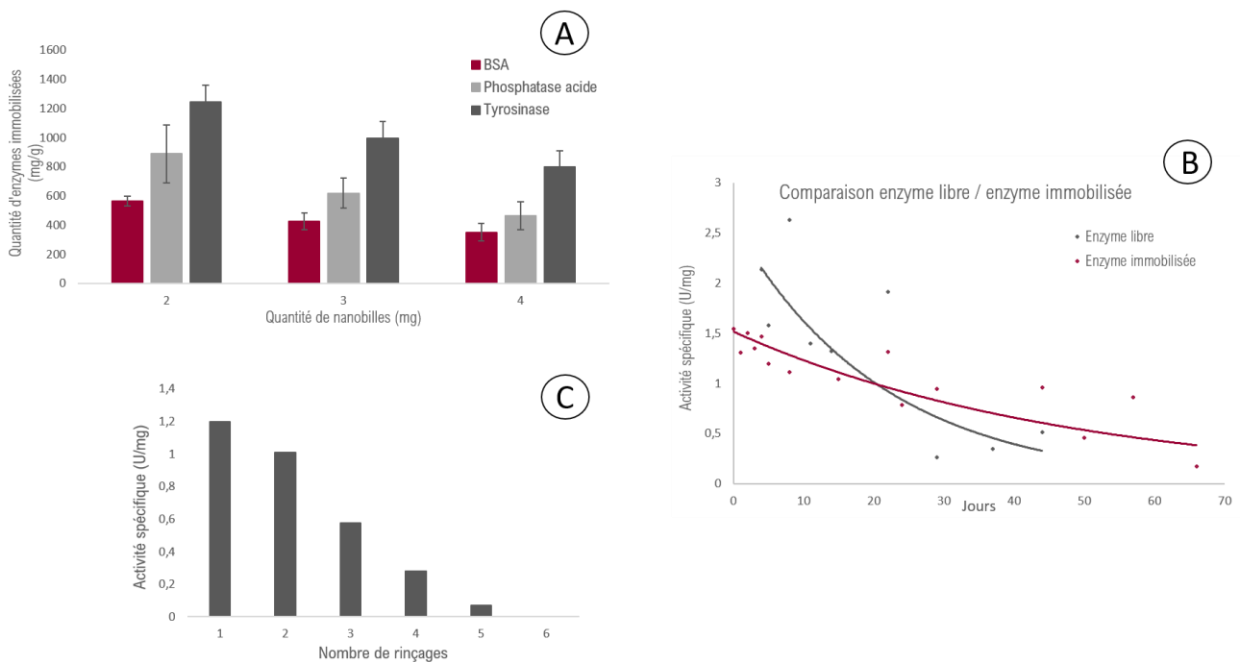 A
1600
1400
1200
1000
800
600
400
200
0
Quantité d'enzymes immobilisées
(mg/g)
BSA
Phosphatase acide
Tyrosinase
2 3 4
Quantité de nanobilles (mg)
B
Comparaison enzyme libre / enzyme immobilisée
3
2,5
2
1,5
1
0,5
0
Activité spécifique (U/mg)
Enzyme libre
Enzyme immobilisée
0 10 20 30 40 50 60 70
Jours
C
1,4
1,2
1
0,8
0,6
0,4
0,2
0
Activité spécifique (U/mg)
1 2 3 4 5 6
Nombre de rinçages